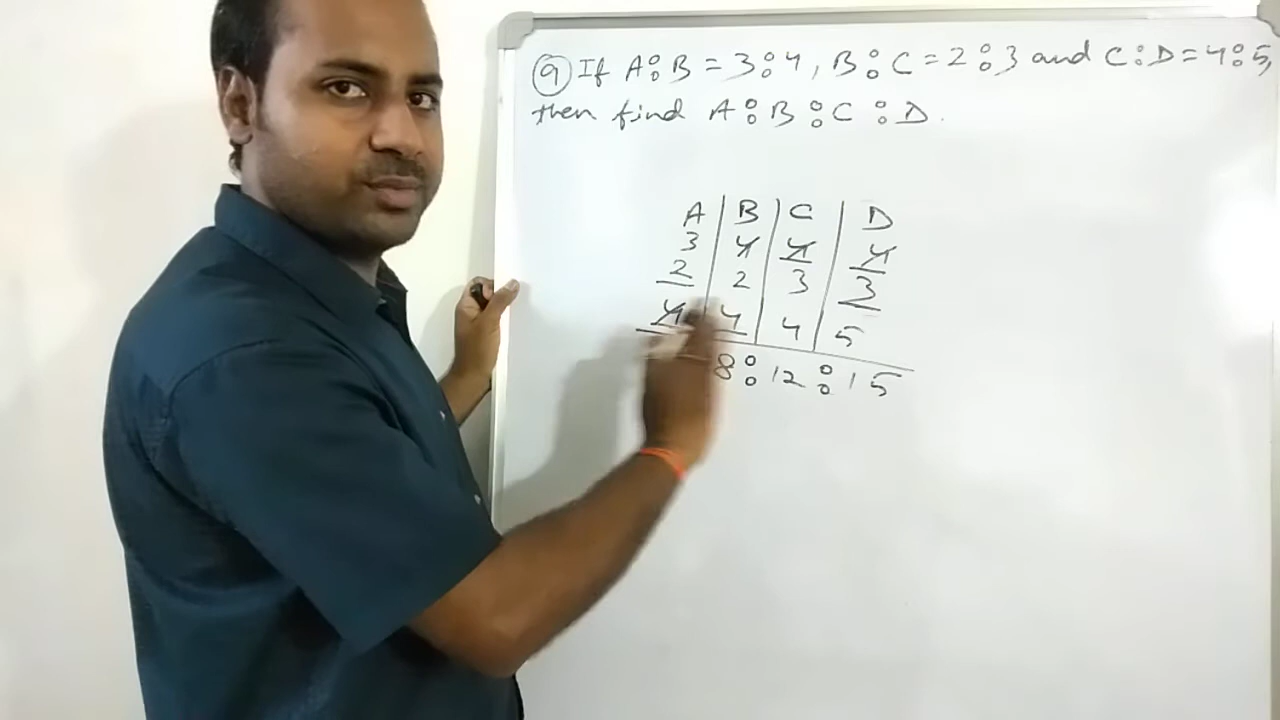 (9) If A:B = 3:4, B:C = 2:3 and C:D = 4:5,
then find A:B:C:D.
A | B | C | D
3 | 4 | 4 | 4
2 | 2 | 3 | 3
4 | 4 | 4 | 5
8 : 12 : 15